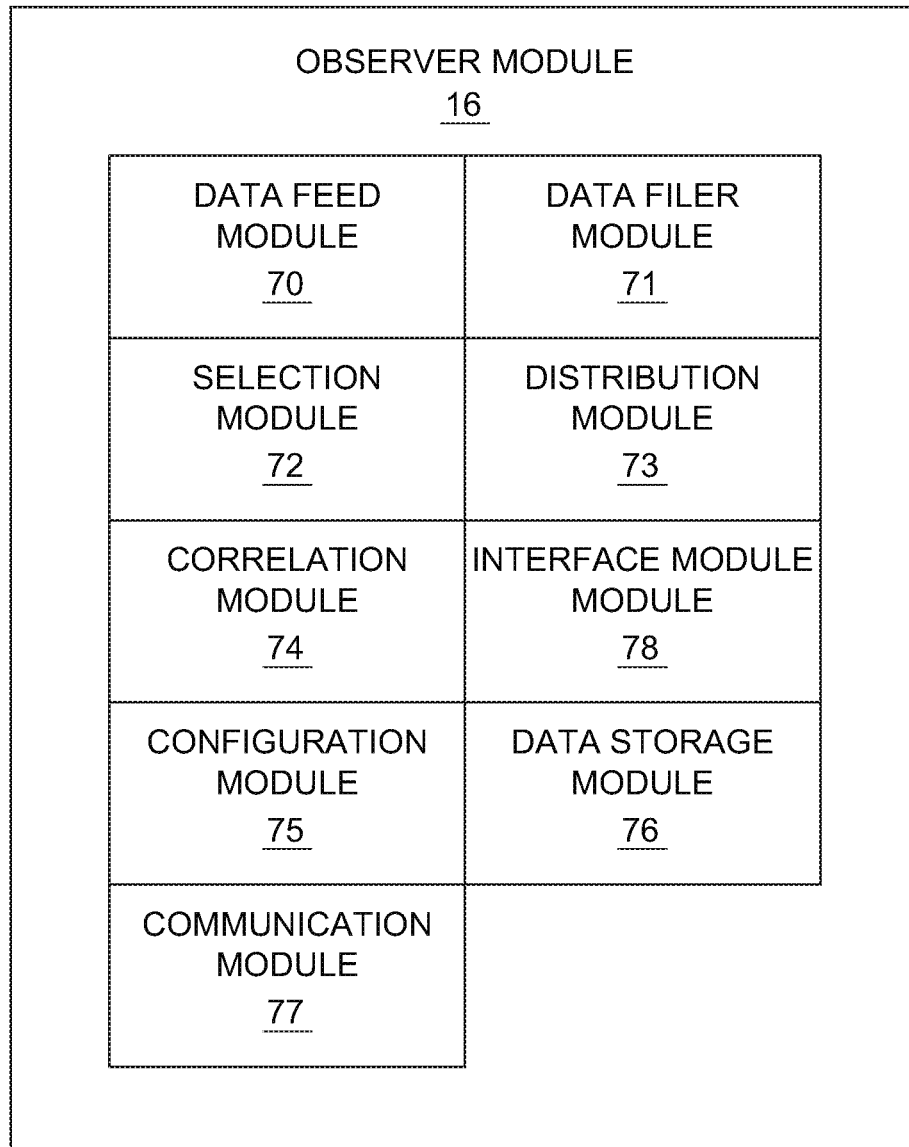 OBSERVER MODULE
16
DATA FEED
MODULE
70
DATA FILER
MODULE
71
SELECTION
MODULE
72
DISTRIBUTION
MODULE
73
CORRELATION
MODULE
74
INTERFACE MODULE
MODULE
78
CONFIGURATION
MODULE
75
DATA STORAGE
MODULE
76
COMMUNICATION
MODULE
77